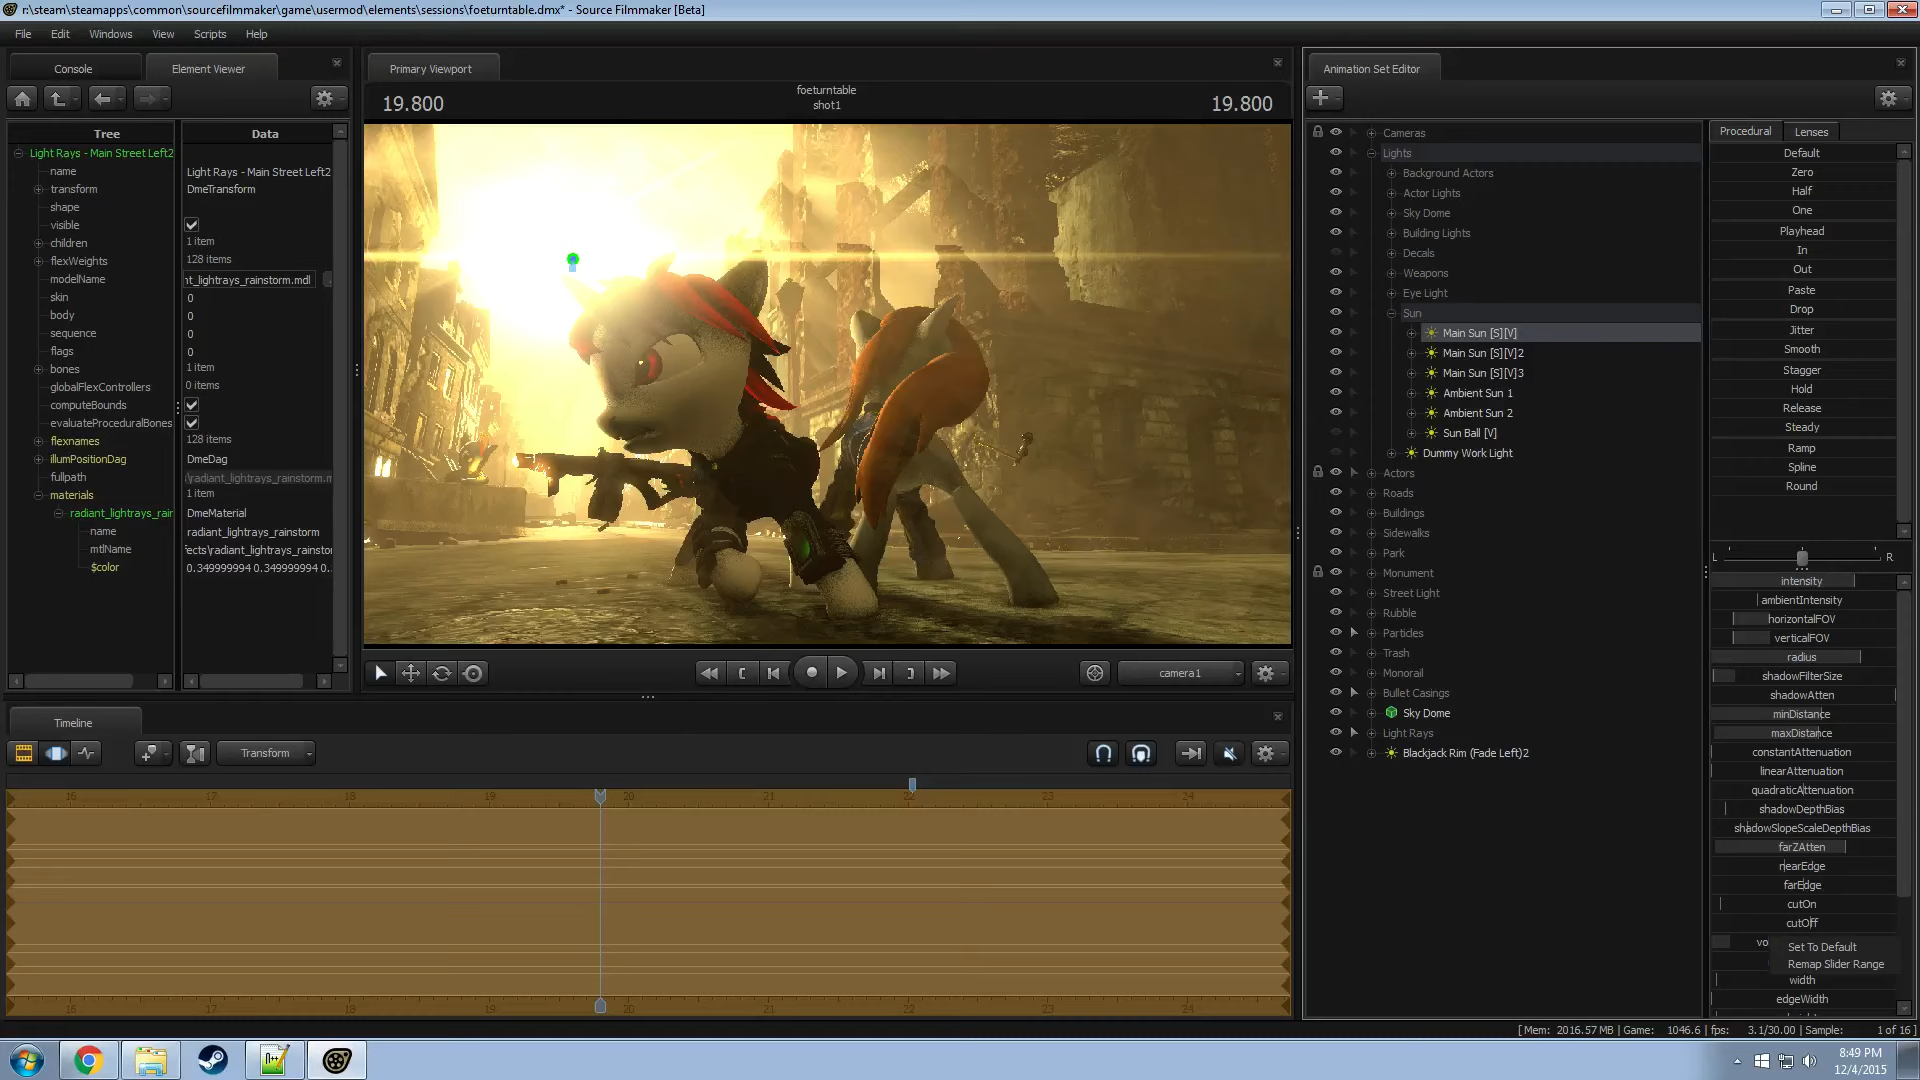 r:\steam\steamapps\common\sourcefilmmaker\game\usermod\elements\sessions\foeturntable.dmx* - Source Filmmaker [Beta]
File Edit Windows View Scripts Help
Console Element Viewer
Tree Data
Light Rays - Main Street Left2
name Light Rays - Main Street Left2
transform DmeTransform
shape
visible
children 1 item
flexWeights 128 items
modelName nt_lightrays_rainstorm.mdl
skin 0
body 0
sequence 0
flags 0
bones 1 item
globalFlexControllers 0 items
computeBounds
evaluateProceduralBones
flexnames 128 items
illumPositionDag DmeDag
fullpath \radiant_lightrays_rainstorm.m
materials 1 item
radiant_lightrays_rair DmeMaterial
name radiant_lightrays_rainstorm
mtlName fects\radiant_lightrays_rainstor
$color 0.349999994 0.349999994 0.
Primary Viewport
19.800
foeturntable
shot1
19.800
camera1
Timeline
Transform
16 17 18 19 20 21 22 23 24
16 17 18 19 20 21 22 23 24
Animation Set Editor
Cameras
Lights
Background Actors
Actor Lights
Sky Dome
Building Lights
Decals
Weapons
Eye Light
Sun
Main Sun [S][V]
Main Sun [S][V]2
Main Sun [S][V]3
Ambient Sun 1
Ambient Sun 2
Sun Ball [V]
Dummy Work Light
Actors
Roads
Buildings
Sidewalks
Park
Monument
Street Light
Rubble
Particles
Trash
Monorail
Bullet Casings
Sky Dome
Light Rays
Blackjack Rim (Fade Left)2
Procedural Lenses
Default
Zero
Half
One
Playhead
In
Out
Paste
Drop
Jitter
Smooth
Stagger
Hold
Release
Steady
Ramp
Spline
Round
L R
intensity
ambientIntensity
horizontalFOV
verticalFOV
radius
shadowFilterSize
shadowAtten
minDistance
maxDistance
constantAttenuation
linearAttenuation
quadraticAttenuation
shadowDepthBias
shadowSlopeScaleDepthBias
farZAtten
nearEdge
farEdge
cutOn
cutOff
vo
Set To Default
Remap Slider Range
width
edgeWidth
[ Mem: 2016.57 MB | Game: 1046.6 | fps: 3.1/30.00 | Sample: 1 of 16 ]
8:49 PM
12/4/2015